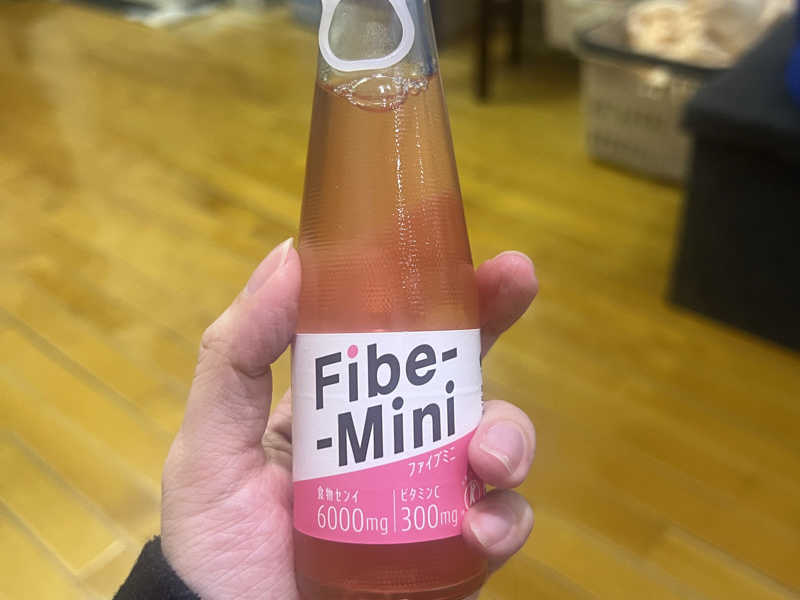 Fibe-
-Mini
ファイブミニ
食物センイ
6000mg
ビタミンC
300mg